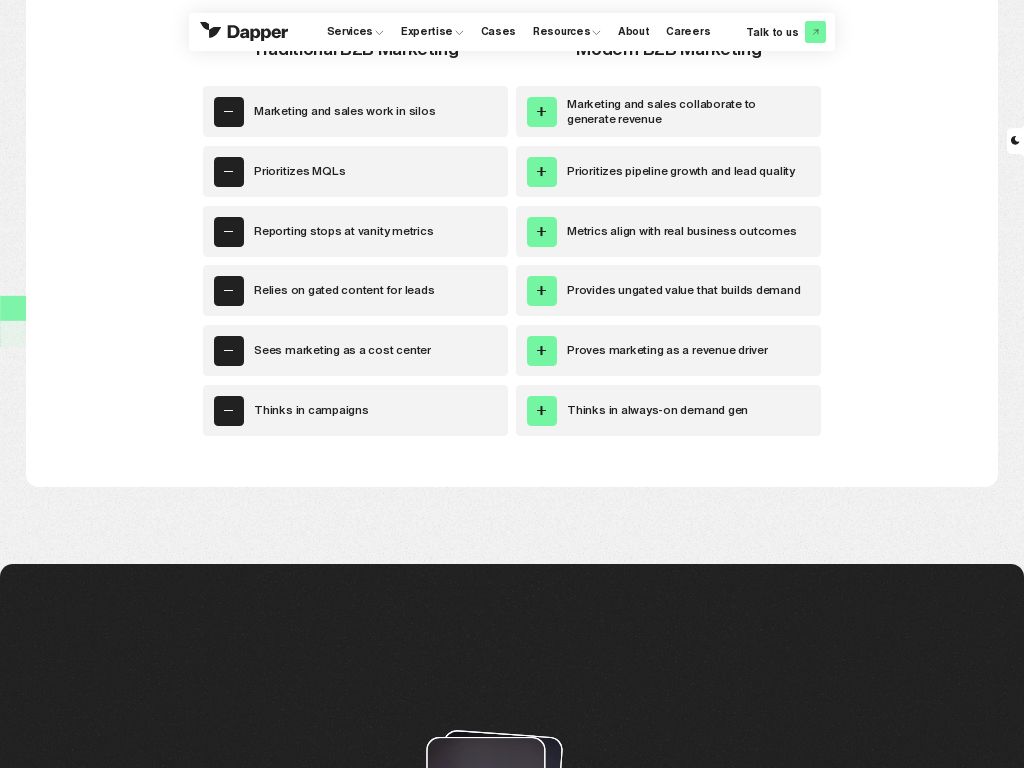 Dapper
Services
Expertise
Cases
Resources
About
Careers
Talk to us
Traditional B2B Marketing
Modern B2B Marketing
Marketing and sales work in silos
Marketing and sales collaborate to
generate revenue
Prioritizes MQLs
Prioritizes pipeline growth and lead quality
Reporting stops at vanity metrics
Metrics align with real business outcomes
Relies on gated content for leads
Provides ungated value that builds demand
Sees marketing as a cost center
Proves marketing as a revenue driver
Thinks in campaigns
Thinks in always-on demand gen